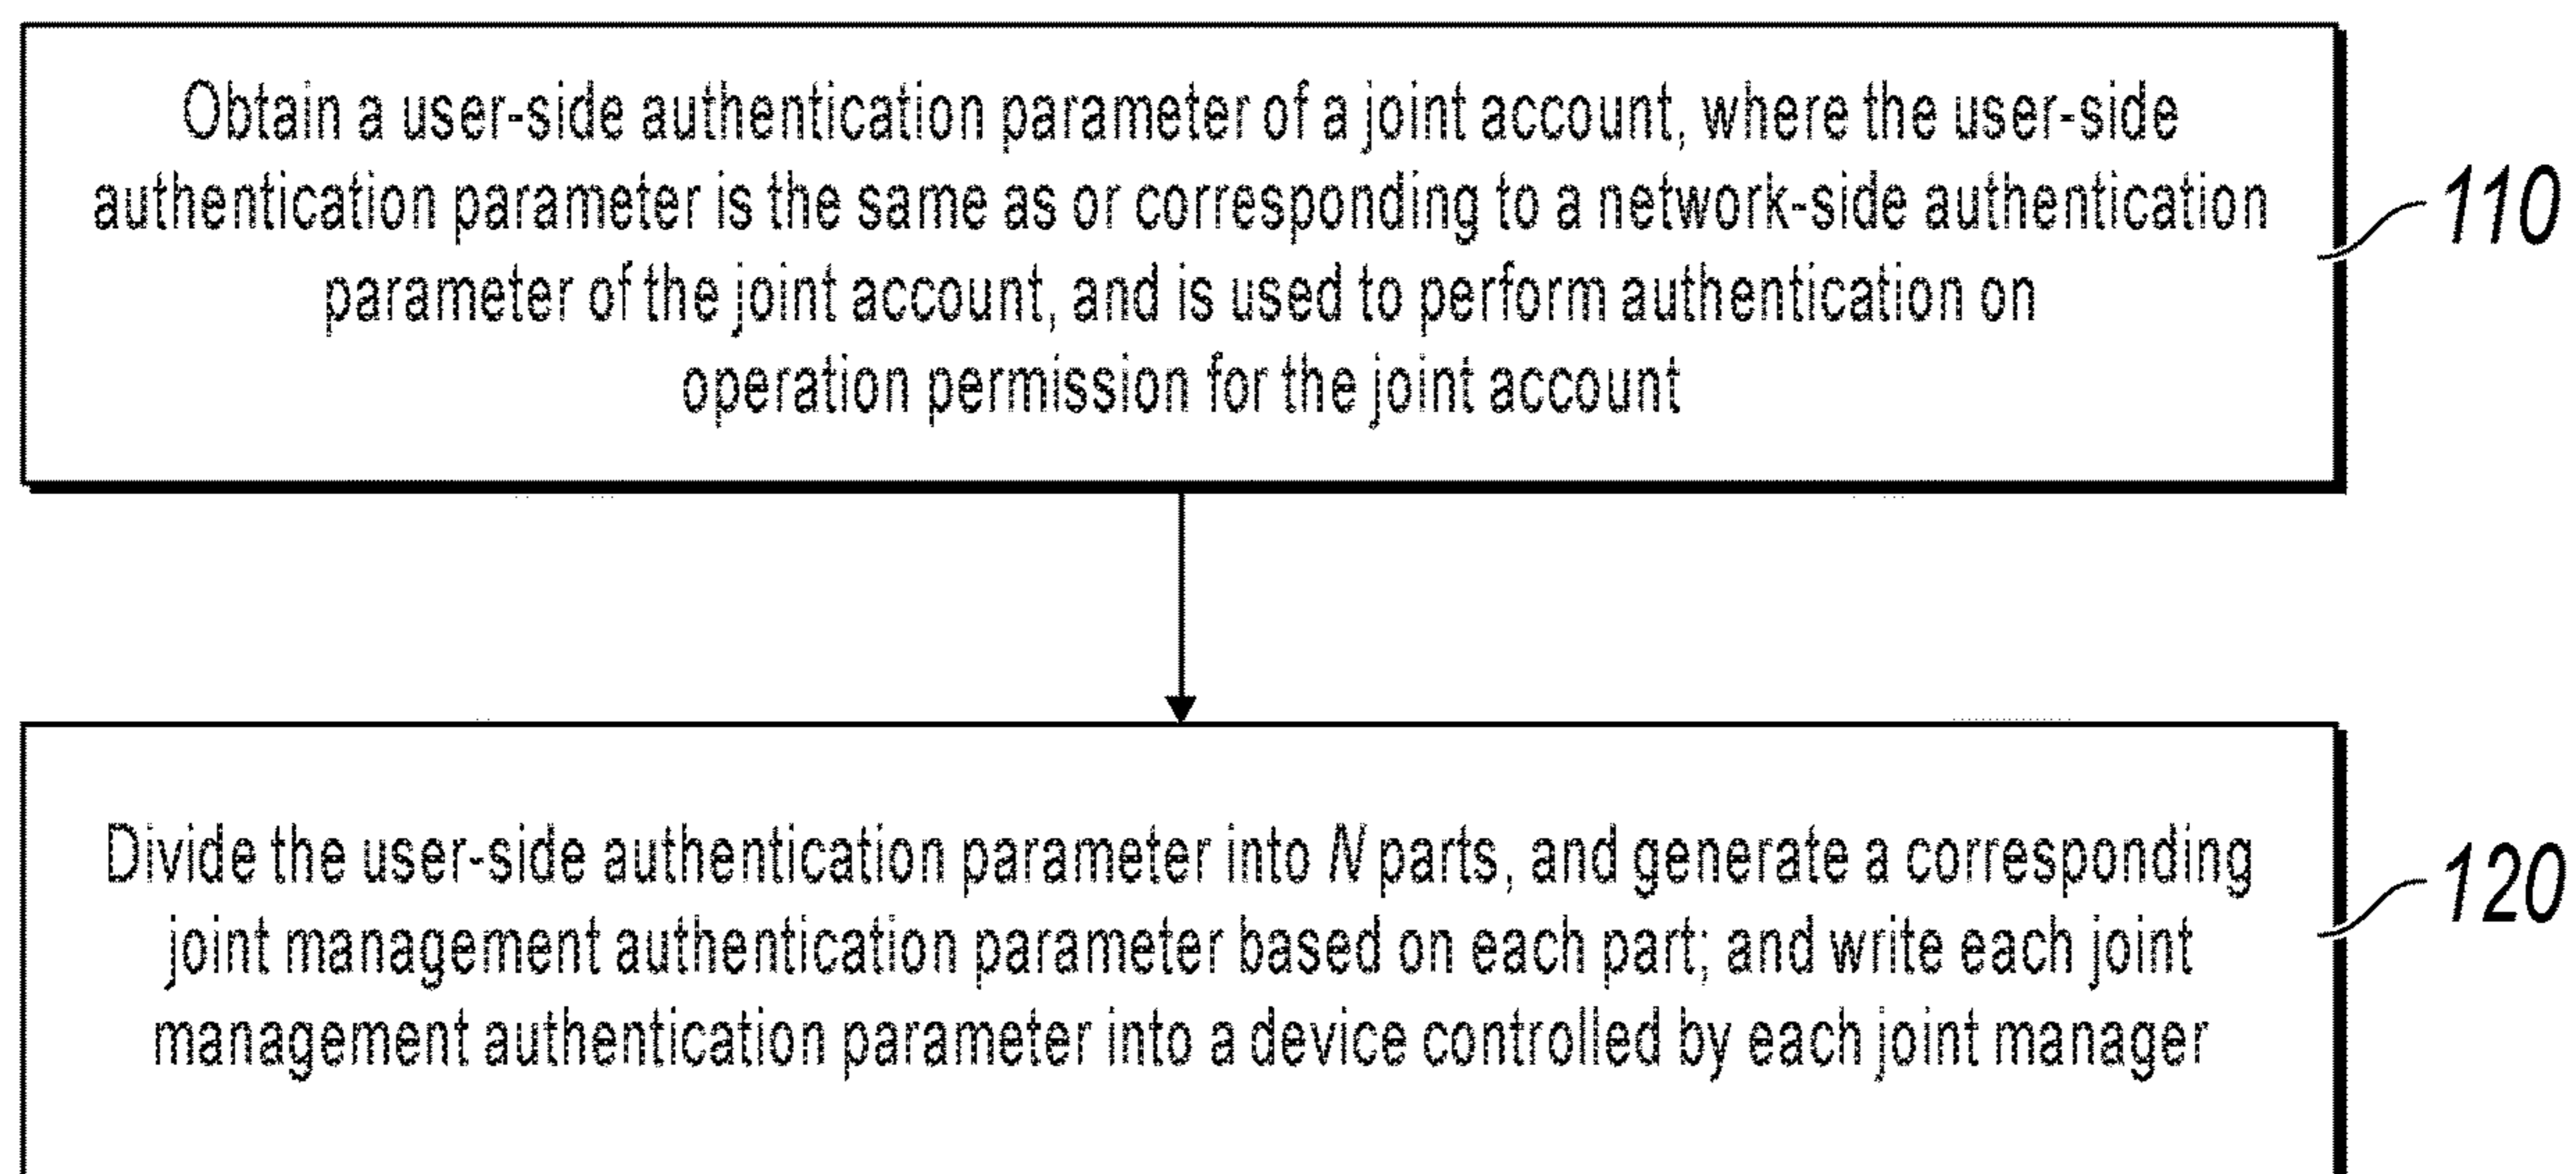 Obtain a user-side authentication parameter of a joint account, where the user-side
authentication parameter is the same as or corresponding to a network-side authentication
parameter of the joint account, and is used to perform authentication on
operation permission for the joint account
110
Divide the user-side authentication parameter into N parts, and generate a corresponding
joint management authentication parameter based on each part; and write each joint
management authentication parameter into a device controlled by each joint manager
120